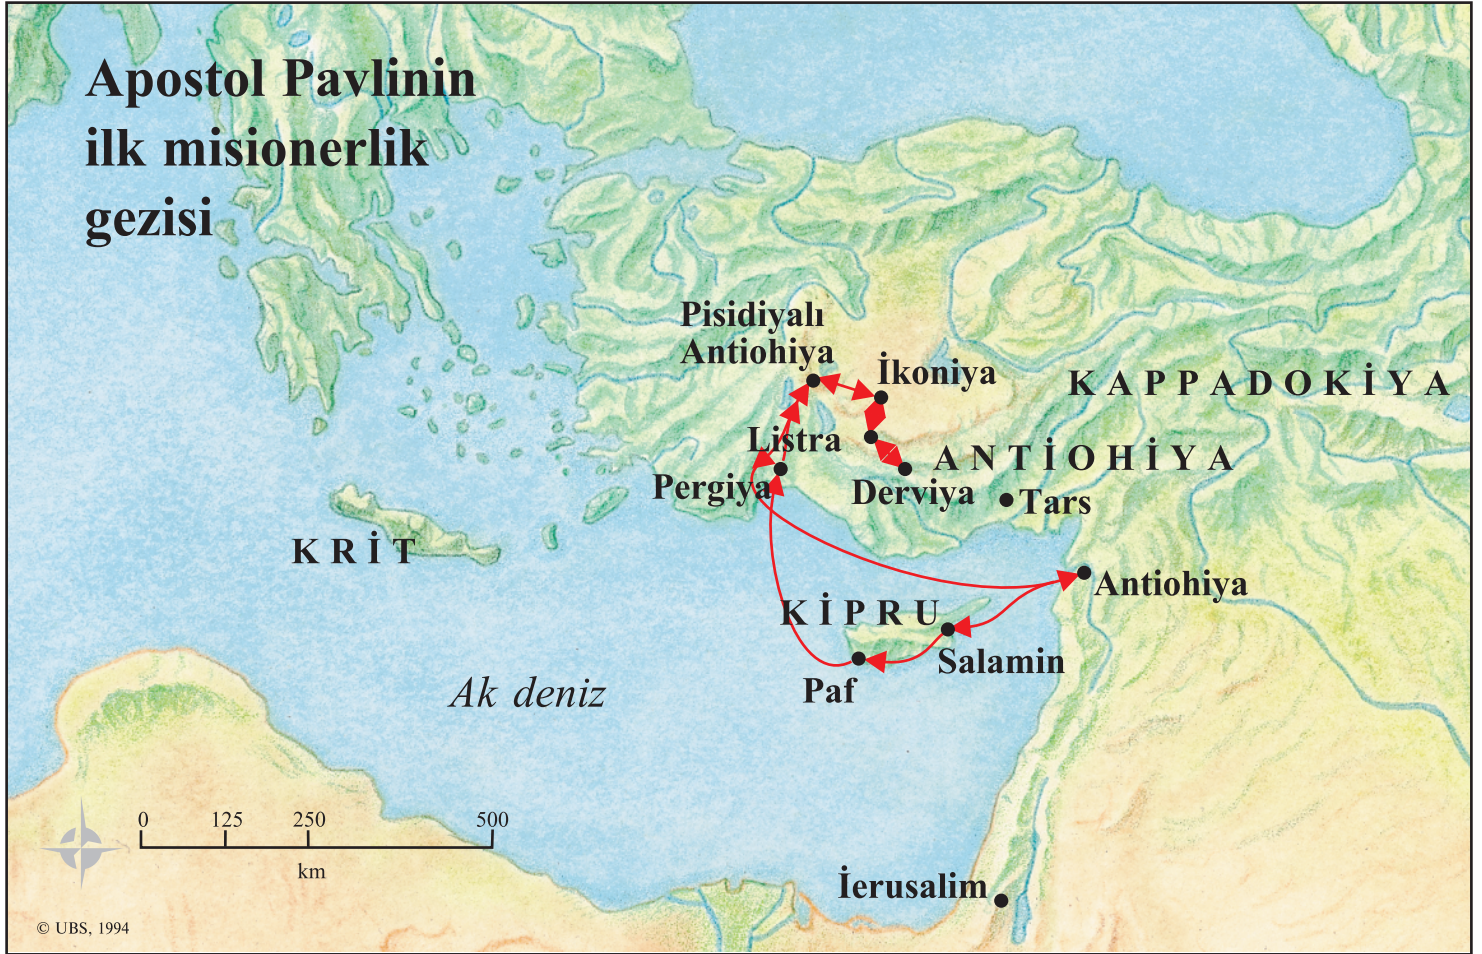 Apostol Pavlinin
ilk misionerlik
gezisi
Pisidiyalı
Antiohiya
İkoniya
KAPPADOKİYA
Listra
ANTİOHİYA
Pergiya
Derviya
Tars
KRİT
Antiohiya
KİPRU
Salamin
Paf
Ak deniz
0 125 250 500
km
İerusalim
© UBS, 1994